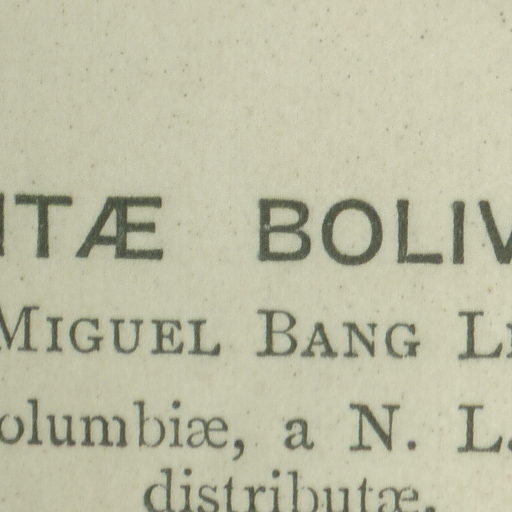 NTÆ BOLIV
MIGUEL BANG L
olumbiæ, a N. L.
distributæ.